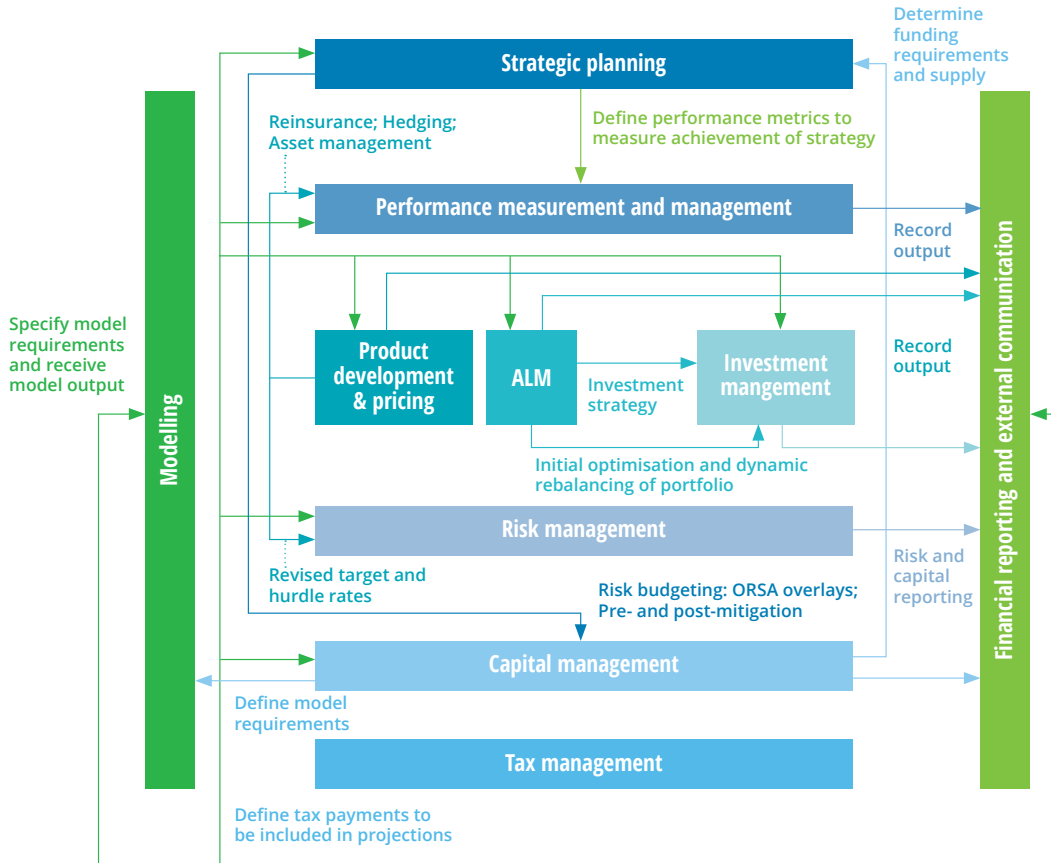 Determine
funding
requirements
and supply
Strategic planning
Define performance metrics to
measure achievement of strategy
Reinsurance; Hedging;
Asset management
Performance measurement and management
Record
output
Specify model
requirements
and receive
model output
Modelling
Product
development
& pricing
ALM
Investment
strategy
Investment
mangement
Record
output
Financial reporting and external communication
Initial optimisation and dynamic
rebalancing of portfolio
Risk management
Revised target and
hurdle rates
Risk and
capital
reporting
Risk budgeting: ORSA overlays;
Pre- and post-mitigation
Capital management
Define model
requirements
Tax management
Define tax payments to
be included in projections